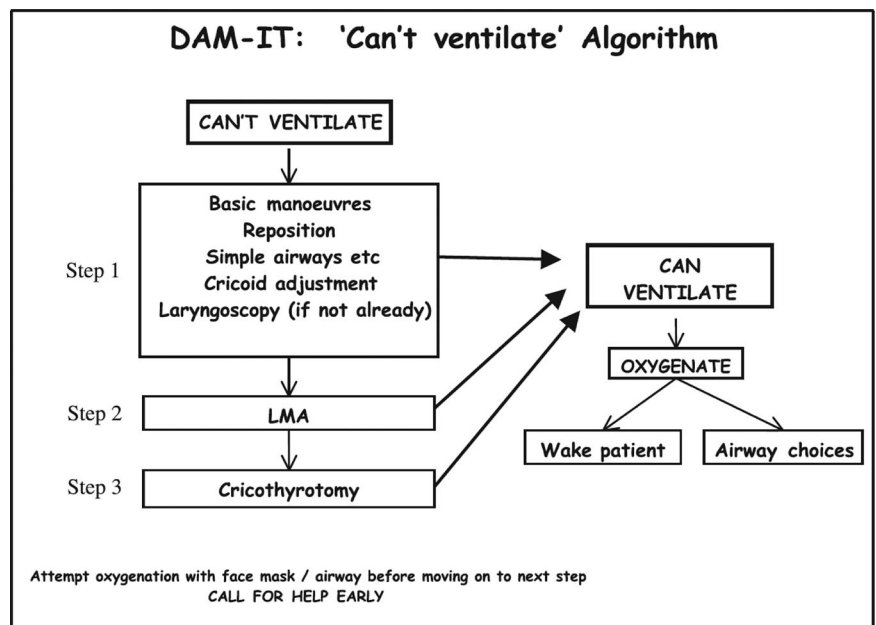 DAM-IT: ‘Can’t ventilate’ Algorithm
CAN’T VENTILATE
Step 1
Basic manoeuvres
Reposition
Simple airways etc
Cricoid adjustment
Laryngoscopy (if not already)
CAN
VENTILATE
OXYGENATE
Step 2
LMA
Wake patient
Airway choices
Step 3
Cricothyrotomy
Attempt oxygenation with face mask / airway before moving on to next step
CALL FOR HELP EARLY